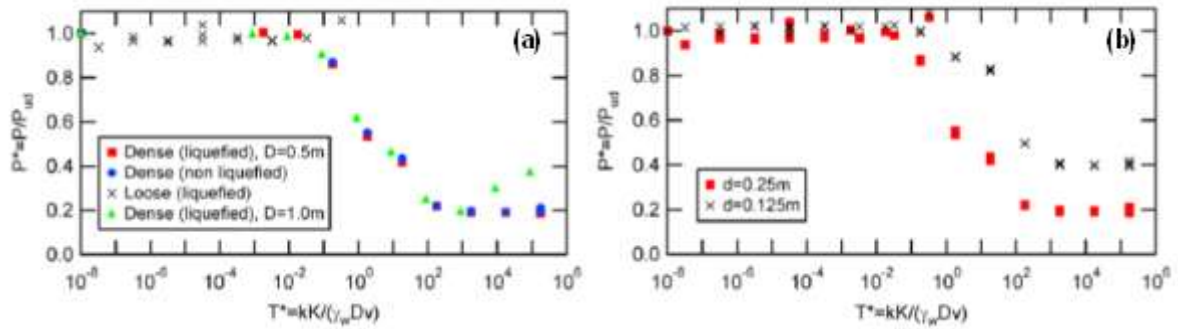 (a)
P*=P/P_ud
1.0
0.8
0.6
0.4
0.2
0.0
Dense (liquefied), D=0.5m
Dense (non liquefied)
Loose (liquefied)
Dense (liquefied), D=1.0m
10^-8 10^-6 10^-4 10^-2 10^0 10^2 10^4 10^6
T*=kK/(γ_wDv)
(b)
P*=P/P_ud
1.0
0.8
0.6
0.4
0.2
0.0
d=0.25m
d=0.125m
10^-8 10^-6 10^-4 10^-2 10^0 10^2 10^4 10^6
T*=kK/(γ_wDv)